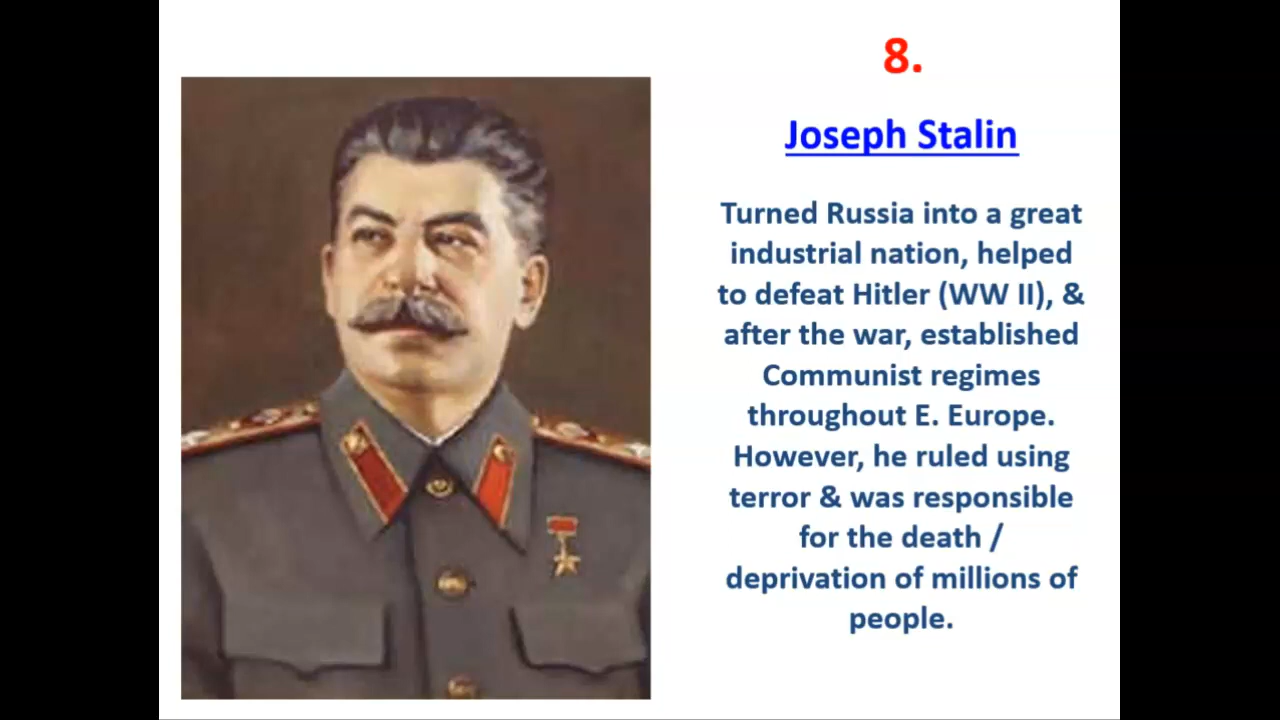 8.
Joseph Stalin
Turned Russia into a great
industrial nation, helped
to defeat Hitler (WW II), &
after the war, established
Communist regimes
throughout E. Europe.
However, he ruled using
terror & was responsible
for the death /
deprivation of millions of
people.